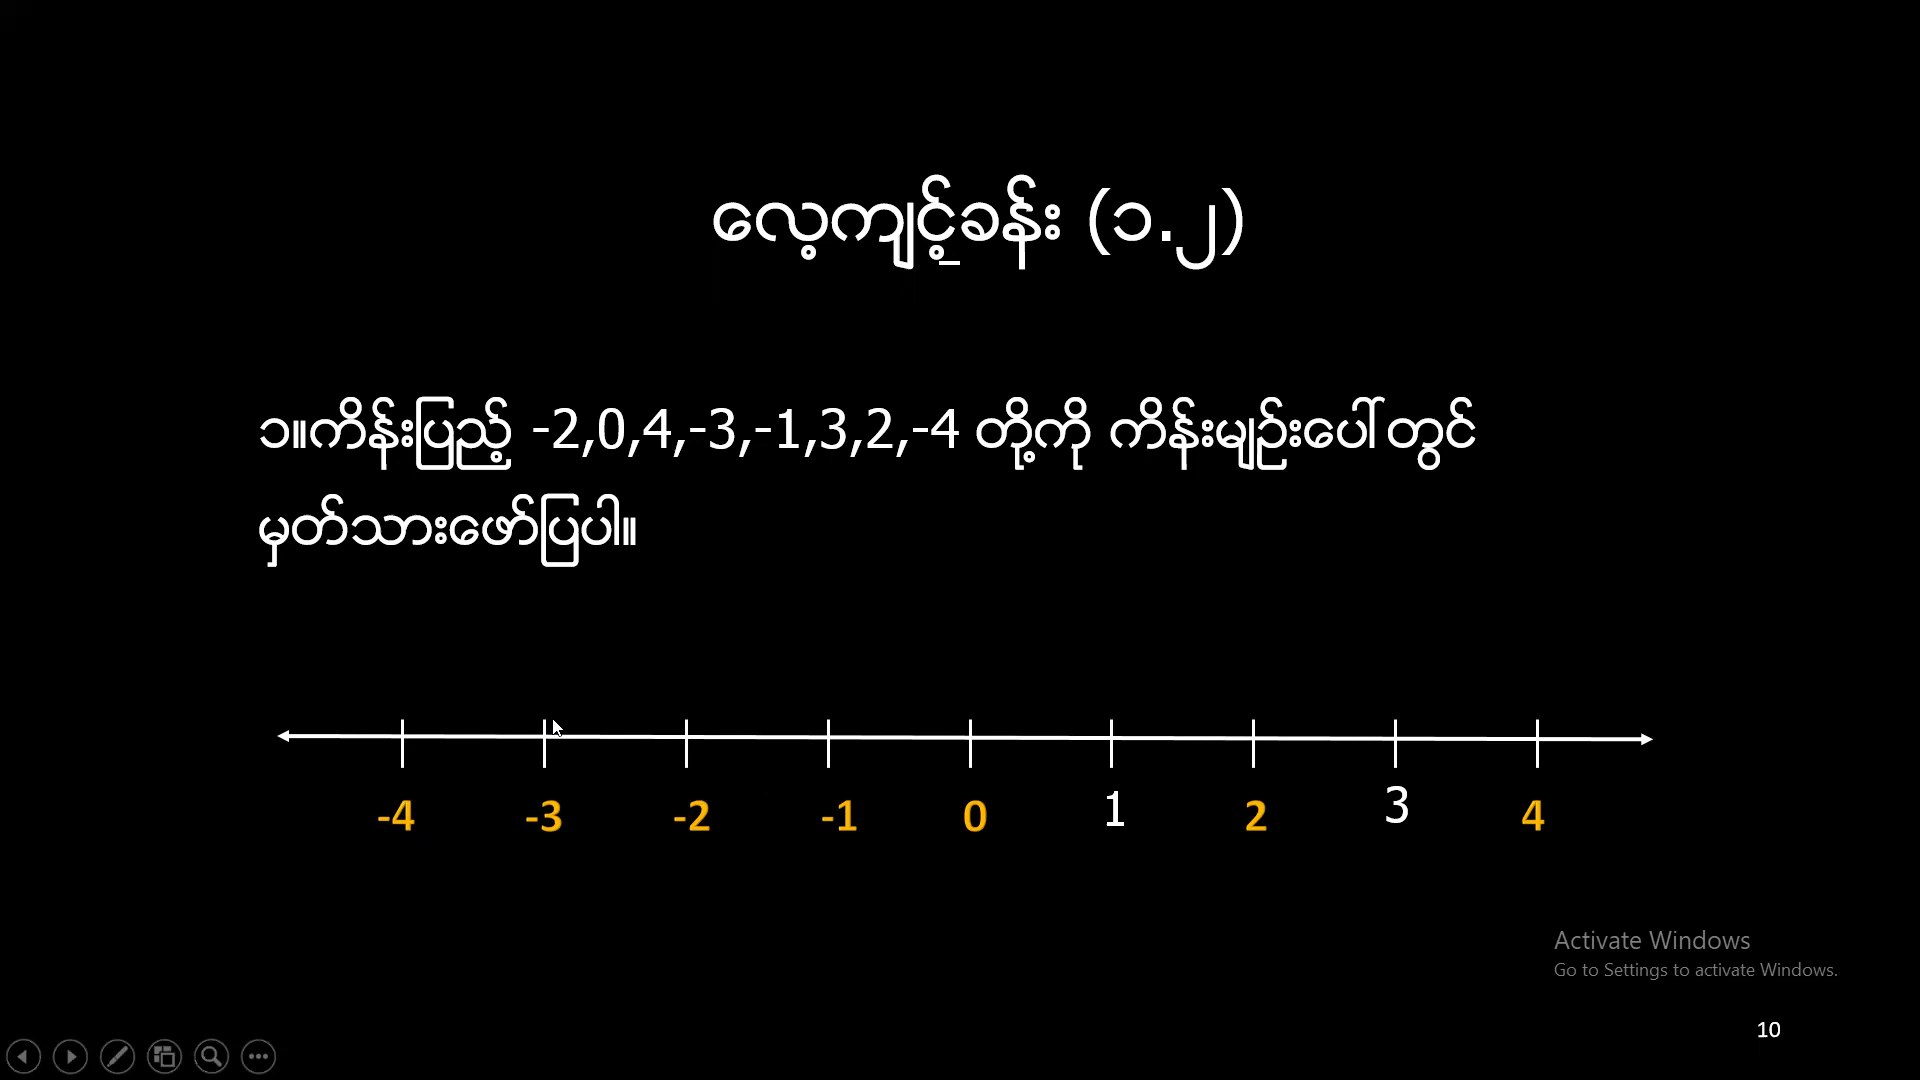 လေ့ကျင့်ခန်း (၁.၂)
၁။ကိန်းပြည့် -2,0,4,-3,-1,3,2,-4 တို့ကို ကိန်းမျဉ်းပေါ်တွင်
မှတ်သားဖော်ပြပါ။
-4 -3 -2 -1 0 1 2 3 4
Activate Windows
Go to Settings to activate Windows.
10